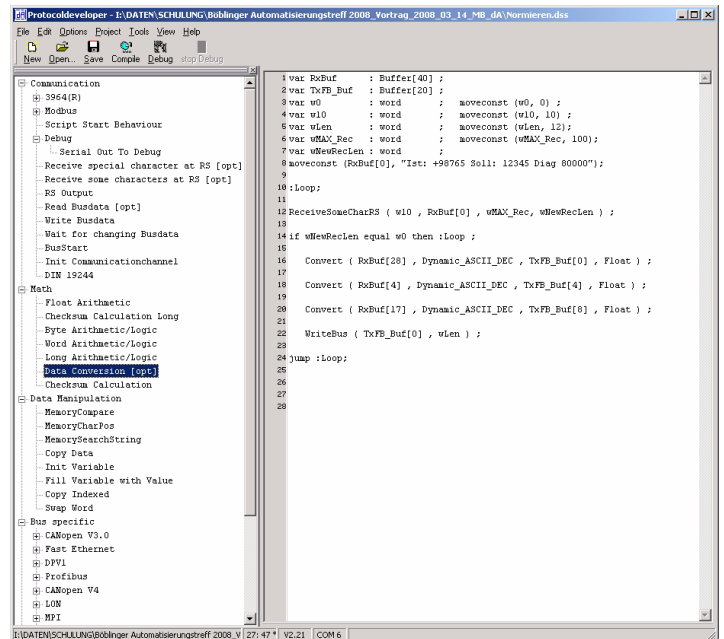 Protocoldeveloper - I:\DATEN\SCHULUNG\Böblinger Automatisierungstreff 2008_Vortrag_2008_03_14_MB_dA\Normieren.dss
File Edit Options Project Tools View Help
New Open... Save Compile Debug stop Debug
Communication
3964(R)
Modbus
Script Start Behaviour
Debug
Serial Out To Debug
Receive special character at RS [opt]
Receive some characters at RS [opt]
RS Output
Read Busdata [opt]
Write Busdata
Wait for changing Busdata
BusStart
Init Communicationchannel
DIN 19244
Math
Float Arithmetic
Checksum Calculation Long
Byte Arithmetic/Logic
Word Arithmetic/Logic
Long Arithmetic/Logic
Data Conversion [opt]
Checksum Calculation
Data Manipulation
MemoryCompare
MemoryCharPos
MemorySearchString
Copy Data
Init Variable
Fill Variable with Value
Copy Indexed
Swap Word
Bus specific
CANopen V3.0
Fast Ethernet
DPV1
Profibus
CANopen V4
LON
MPI
1 var RxBuf : Buffer[40] ;
2 var TxFB_Buf : Buffer[20] ;
3 var w0 : word ; moveconst (w0, 0) ;
4 var w10 : word ; moveconst (w10, 10) ;
5 var wLen : word ; moveconst (wLen, 12);
6 var wMAX_Rec : word ; moveconst (wMAX_Rec, 100);
7 var wNewRecLen : word ;
8 moveconst (RxBuf[0], "Ist: +98765 Soll: 12345 Diag 80000");
9
10 :Loop;
11
12 ReceiveSomeCharRS ( w10 , RxBuf[0] , wMAX_Rec, wNewRecLen ) ;
13
14 if wNewRecLen equal w0 then :Loop ;
15
16 Convert ( RxBuf[28] , Dynamic_ASCII_DEC , TxFB_Buf[0] , Float ) ;
17
18 Convert ( RxBuf[4] , Dynamic_ASCII_DEC , TxFB_Buf[4] , Float ) ;
19
20 Convert ( RxBuf[17] , Dynamic_ASCII_DEC , TxFB_Buf[8] , Float ) ;
21
22 WriteBus ( TxFB_Buf[0] , wLen ) ;
23
24 jump :Loop;
25
26
27
28
I:\DATEN\SCHULUNG\Böblinger Automatisierungstreff 2008_V 27: 47 * V2.21 COM 6